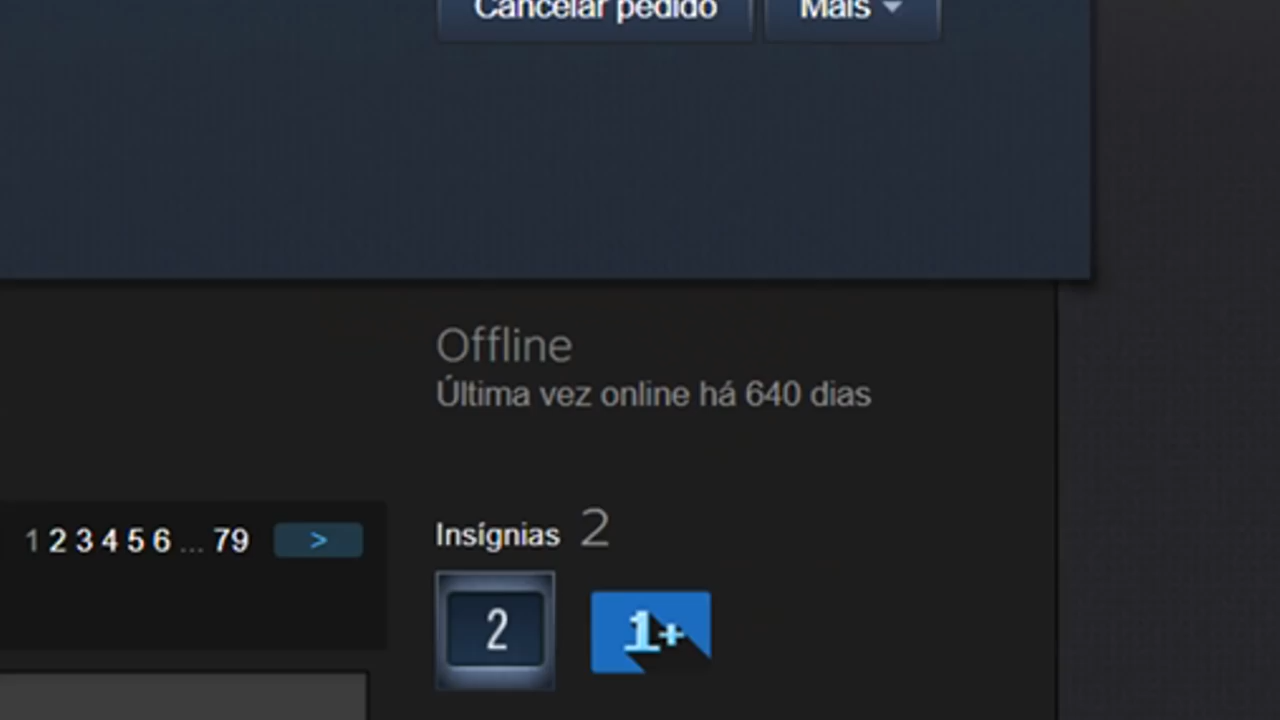 Cancelar pedido
Mais
Offline
Última vez online há 640 dias
1 2 3 4 5 6 ... 79 >
Insígnias 2
2
1+